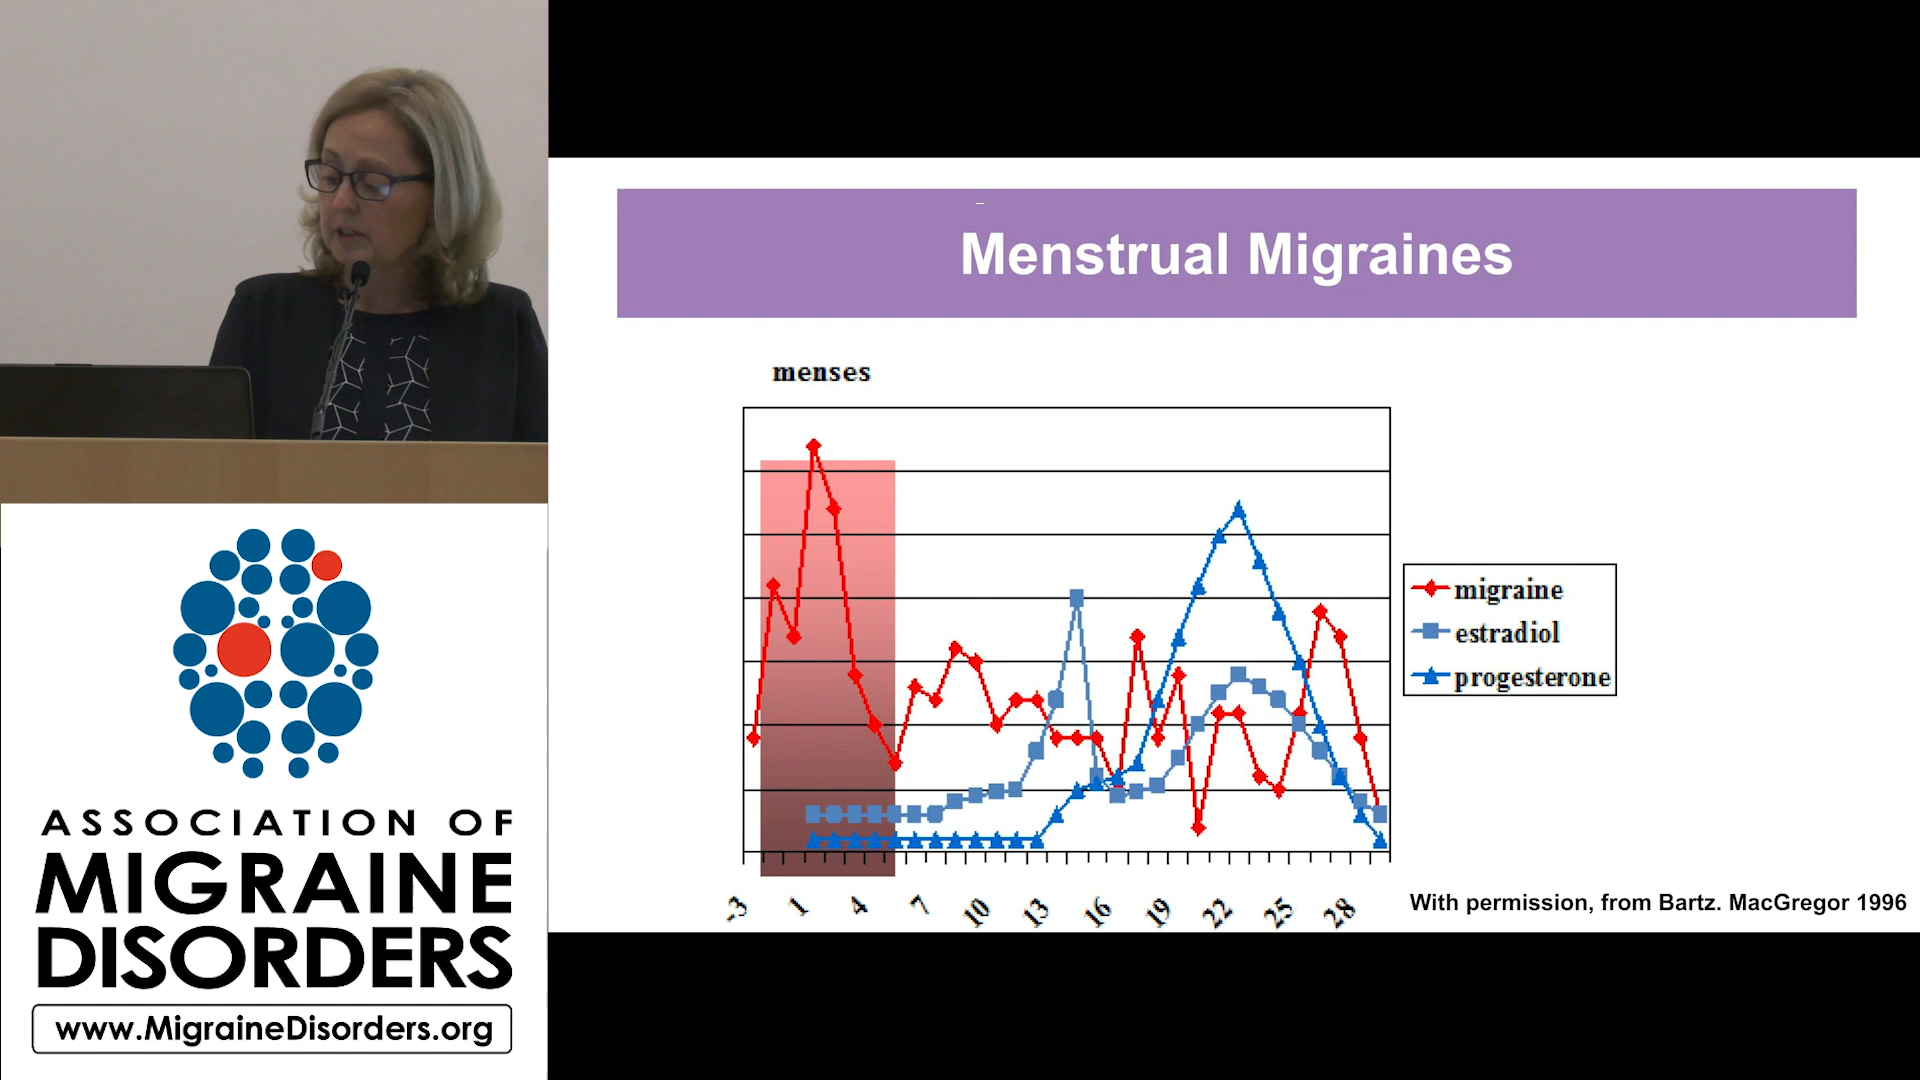 Menstrual Migraines
menses
migraine
estradiol
progesterone
-3 1 4 7 10 13 16 19 22 25 28
With permission, from Bartz. MacGregor 1996
ASSOCIATION OF
MIGRAINE
DISORDERS
www.MigraineDisorders.org